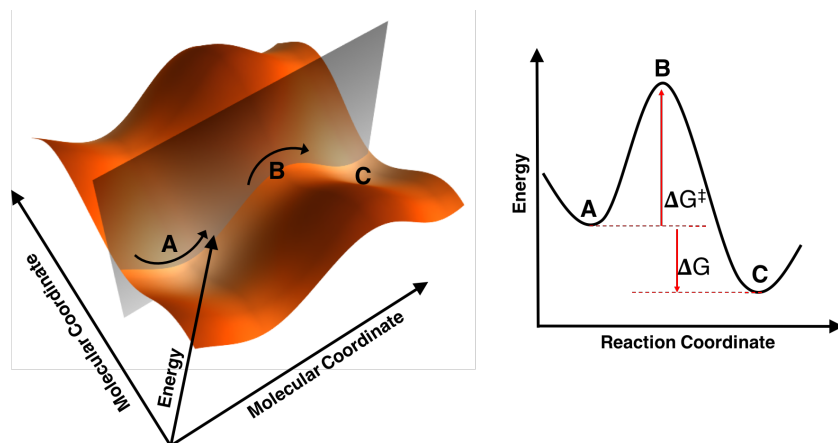 A
B
C
Molecular Coordinate
Energy
Molecular Coordinate
Energy
B
A
ΔG‡
ΔG
C
Reaction Coordinate